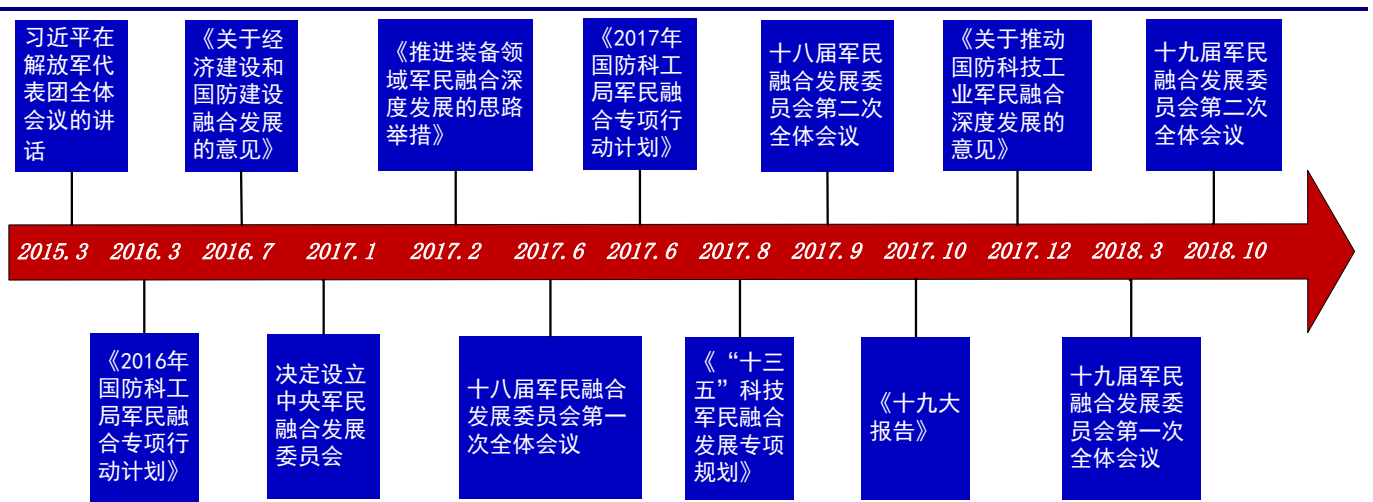 习近平在
解放军代
表团全体
会议的讲
话
《关于经
济建设和
国防建设
融合发展
的意见》
《推进装备领
域军民融合深
度发展的思路
举措》
《2017年
国防科工
局军民融
合专项行
动计划》
十八届军民
融合发展委
员会第二次
全体会议
《关于推动
国防科技工
业军民融合
深度发展的
意见》
十九届军民
融合发展委
员会第二次
全体会议
2015.3 2016.3 2016.7 2017.1 2017.2 2017.6 2017.6 2017.8 2017.9 2017.10 2017.12 2018.3 2018.10
《2016年
国防科工
局军民融
合专项行
动计划》
决定设立
中央军民
融合发展
委员会
十八届军民融合
发展委员会第一
次全体会议
《“十三
五”科技
军民融合
发展专项
规划》
《十九大
报告》
十九届军民
融合发展委
员会第一次
全体会议